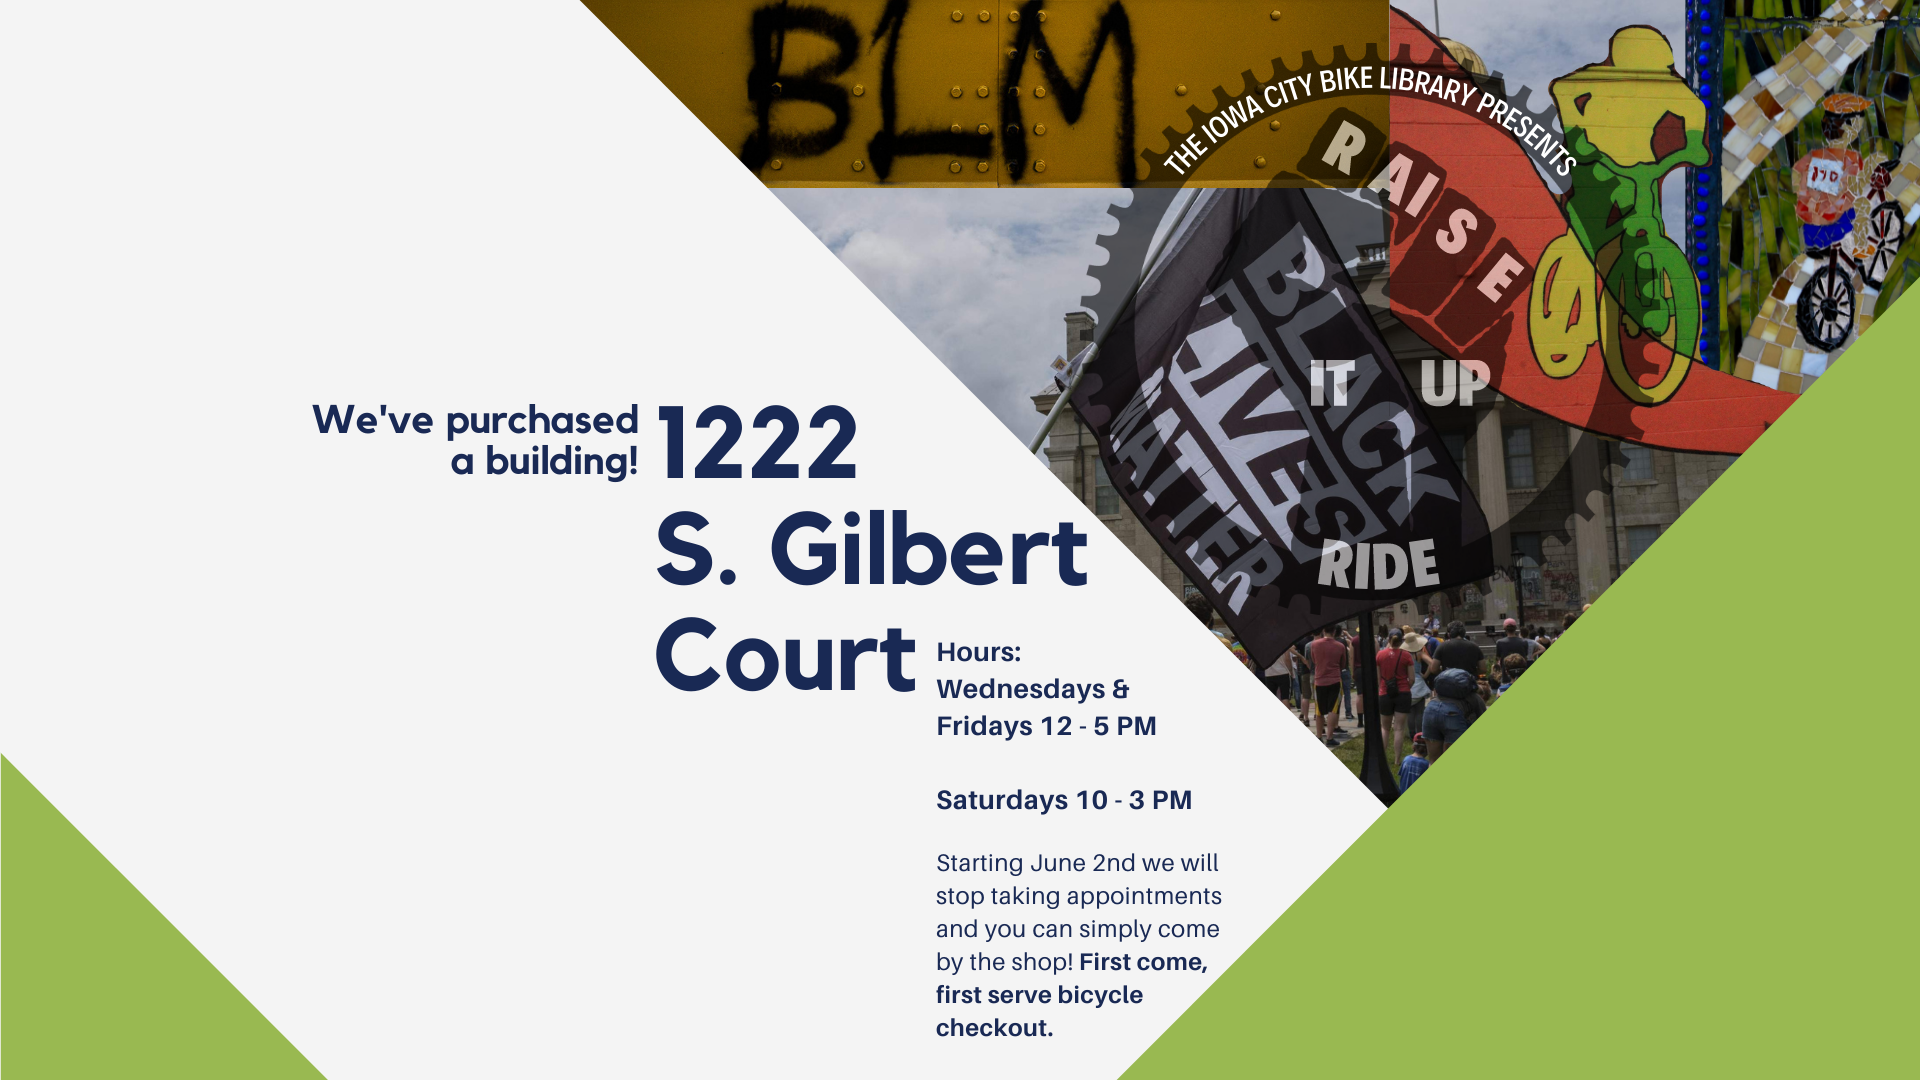 BLM
THE IOWA CITY BIKE LIBRARY PRESENTS
RAISE
IT UP
RIDE
BLACK
LIVES
MATTER
We've purchased
a building!
1222
S. Gilbert
Court
Hours:
Wednesdays &
Fridays 12 - 5 PM
Saturdays 10 - 3 PM
Starting June 2nd we will
stop taking appointments
and you can simply come
by the shop! First come,
first serve bicycle
checkout.